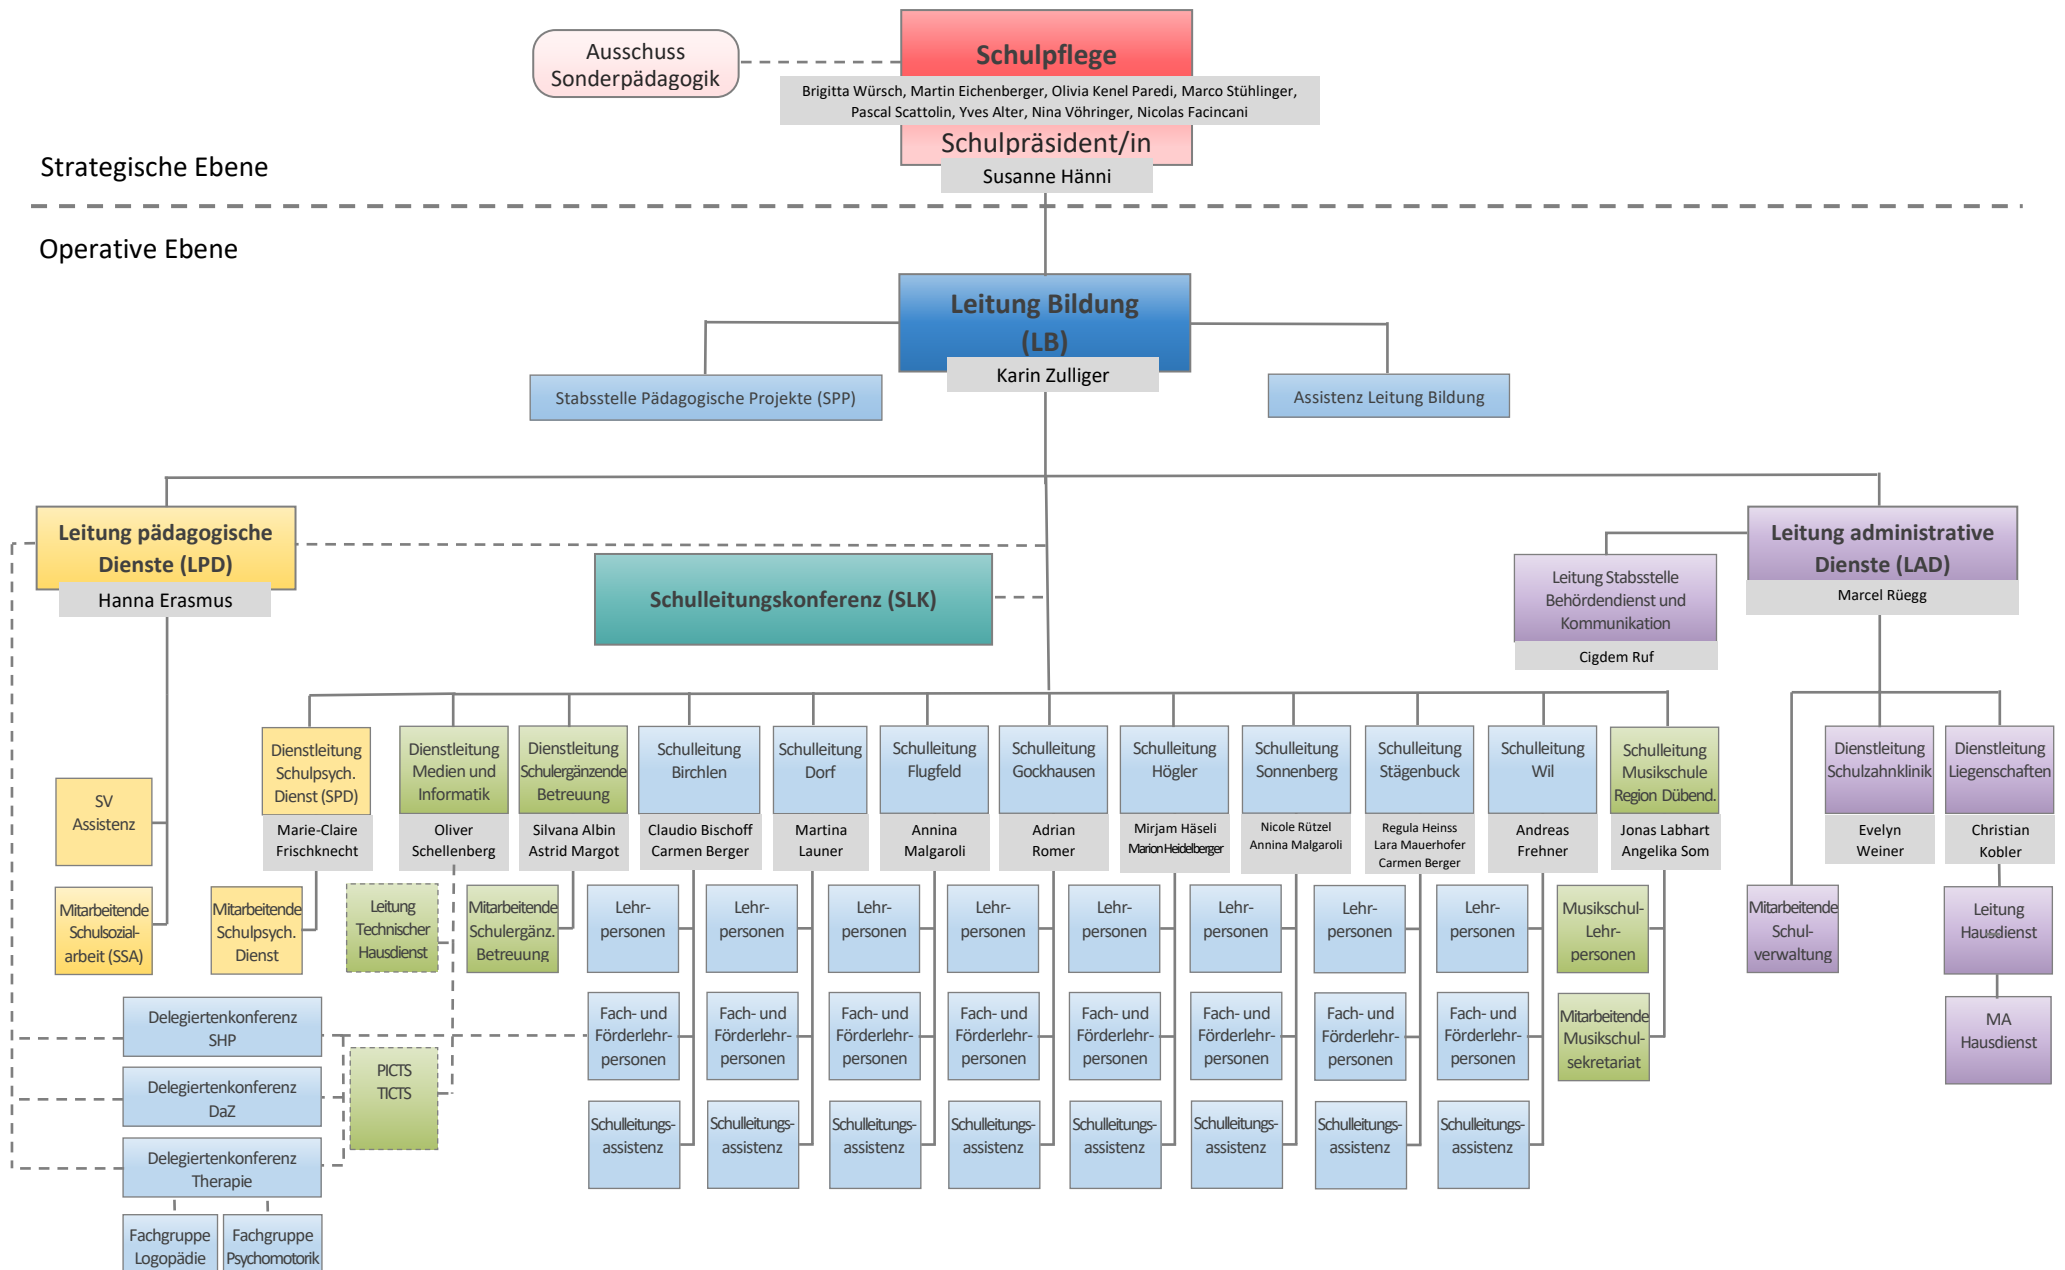 Ausschuss
Sonderpädagogik
Schulpflege
Brigitta Würsch, Martin Eichenberger, Olivia Kenel Paredi, Marco Stühlinger,
Pascal Scattolin, Yves Alter, Nina Vöhringer, Nicolas Facincani
Schulpräsident/in
Susanne Hänni
Strategische Ebene
Operative Ebene
Leitung Bildung
(LB)
Karin Zulliger
Stabsstelle Pädagogische Projekte (SPP)
Assistenz Leitung Bildung
Leitung pädagogische
Dienste (LPD)
Hanna Erasmus
Schulleitungskonferenz (SLK)
Leitung Stabsstelle
Behördendienst und
Kommunikation
Cigdem Ruf
Leitung administrative
Dienste (LAD)
Marcel Rüegg
SV
Assistenz
Mitarbeitende
Schulsozial-
arbeit (SSA)
Dienstleitung
Schulpsych.
Dienst (SPD)
Marie-Claire
Frischknecht
Mitarbeitende
Schulpsych.
Dienst
Dienstleitung
Medien und
Informatik
Oliver
Schellenberg
Leitung
Technischer
Hausdienst
Dienstleitung
Schulergänzende
Betreuung
Silvana Albin
Astrid Margot
Mitarbeitende
Schulergänz.
Betreuung
Schulleitung
Birchlen
Claudio Bischoff
Carmen Berger
Lehr-
personen
Fach- und
Förderlehr-
personen
Schulleitungs-
assistenz
Schulleitung
Dorf
Martina
Launer
Lehr-
personen
Fach- und
Förderlehr-
personen
Schulleitungs-
assistenz
Schulleitung
Flugfeld
Annina
Malgaroli
Lehr-
personen
Fach- und
Förderlehr-
personen
Schulleitungs-
assistenz
Schulleitung
Gockhausen
Adrian
Romer
Lehr-
personen
Fach- und
Förderlehr-
personen
Schulleitungs-
assistenz
Schulleitung
Högler
Mirjam Häseli
Marion Heidelberger
Lehr-
personen
Fach- und
Förderlehr-
personen
Schulleitungs-
assistenz
Schulleitung
Sonnenberg
Nicole Rützel
Annina Malgaroli
Lehr-
personen
Fach- und
Förderlehr-
personen
Schulleitungs-
assistenz
Schulleitung
Stägenbuck
Regula Heinss
Lara Mauerhofer
Carmen Berger
Lehr-
personen
Fach- und
Förderlehr-
personen
Schulleitungs-
assistenz
Schulleitung
Wil
Andreas
Frehner
Lehr-
personen
Fach- und
Förderlehr-
personen
Schulleitungs-
assistenz
Schulleitung
Musikschule
Region Dübend.
Jonas Labhart
Angelika Som
Musikschul-
Lehr-
personen
Mitarbeitende
Musikschul-
sekretariat
Mitarbeitende
Schul-
verwaltung
Dienstleitung
Schulzahnklinik
Evelyn
Weiner
Dienstleitung
Liegenschaften
Christian
Kobler
Leitung
Hausdienst
MA
Hausdienst
Delegiertenkonferenz
SHP
Delegiertenkonferenz
DaZ
Delegiertenkonferenz
Therapie
PICTS
TICTS
Fachgruppe
Logopädie
Fachgruppe
Psychomotorik